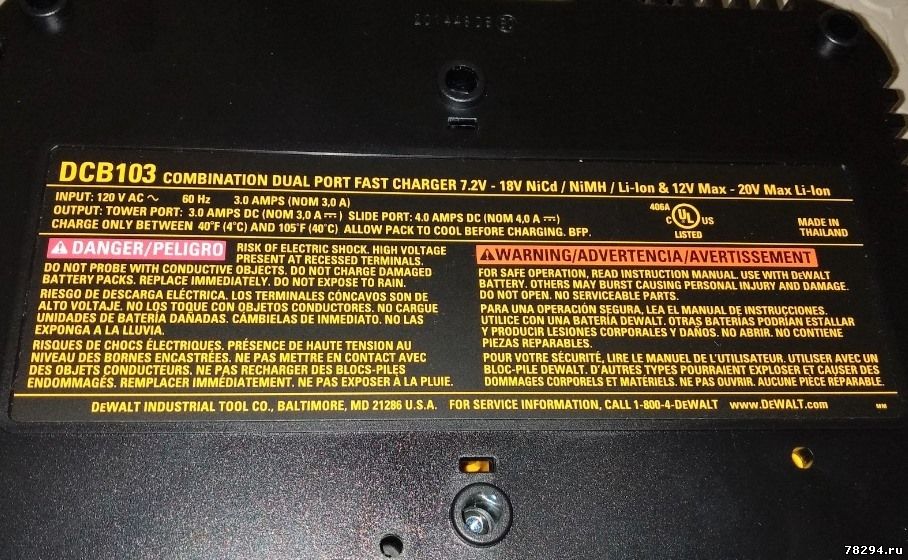 DCB103 COMBINATION DUAL PORT FAST CHARGER 7.2V - 18V NiCd / NiMH / Li-Ion & 12V Max - 20V Max Li-Ion
INPUT: 120 V AC ~ 60 Hz 3.0 AMPS (NOM 3,0 A)
OUTPUT: TOWER PORT: 3.0 AMPS DC (NOM 3,0 A ⎓) SLIDE PORT: 4.0 AMPS DC (NOM 4,0 A ⎓)
CHARGE ONLY BETWEEN 40°F (4°C) AND 105°F (40°C) ALLOW PACK TO COOL BEFORE CHARGING. BFP.
406A
C UL US
LISTED
MADE IN
THAILAND
DANGER/PELIGRO RISK OF ELECTRIC SHOCK. HIGH VOLTAGE
PRESENT AT RECESSED TERMINALS.
DO NOT PROBE WITH CONDUCTIVE OBJECTS. DO NOT CHARGE DAMAGED
BATTERY PACKS. REPLACE IMMEDIATELY. DO NOT EXPOSE TO RAIN.
RIESGO DE DESCARGA ELÉCTRICA. LOS TERMINALES CÓNCAVOS SON DE
ALTO VOLTAJE. NO LOS TOQUE CON OBJETOS CONDUCTORES. NO CARGUE
UNIDADES DE BATERÍA DAÑADAS. CÁMBIELAS DE INMEDIATO. NO LAS
EXPONGA A LA LLUVIA.
RISQUES DE CHOCS ÉLECTRIQUES. PRÉSENCE DE HAUTE TENSION AU
NIVEAU DES BORNES ENCASTRÉES. NE PAS METTRE EN CONTACT AVEC
DES OBJETS CONDUCTEURS. NE PAS RECHARGER DES BLOCS-PILES
ENDOMMAGÉS. REMPLACER IMMÉDIATEMENT. NE PAS EXPOSER À LA PLUIE.
WARNING/ADVERTENCIA/AVERTISSEMENT
FOR SAFE OPERATION, READ INSTRUCTION MANUAL. USE WITH DEWALT
BATTERY. OTHERS MAY BURST CAUSING PERSONAL INJURY AND DAMAGE.
DO NOT OPEN. NO SERVICEABLE PARTS.
PARA UNA OPERACIÓN SEGURA, LEA EL MANUAL DE INSTRUCCIONES.
UTILICE CON UNA BATERÍA DEWALT. OTRAS BATERÍAS PODRÍAN ESTALLAR
Y PRODUCIR LESIONES CORPORALES Y DAÑOS. NO ABRIR. NO CONTIENE
PIEZAS REPARABLES.
POUR VOTRE SÉCURITÉ, LIRE LE MANUEL DE L'UTILISATEUR. UTILISER AVEC UN
BLOC-PILE DEWALT. D'AUTRES TYPES POURRAIENT EXPLOSER ET CAUSER DES
DOMMAGES CORPORELS ET MATÉRIELS. NE PAS OUVRIR. AUCUNE PIÈCE RÉPARABLE.
DEWALT INDUSTRIAL TOOL CO., BALTIMORE, MD 21286 U.S.A. FOR SERVICE INFORMATION, CALL 1-800-4-DEWALT www.DEWALT.com
78294.ru